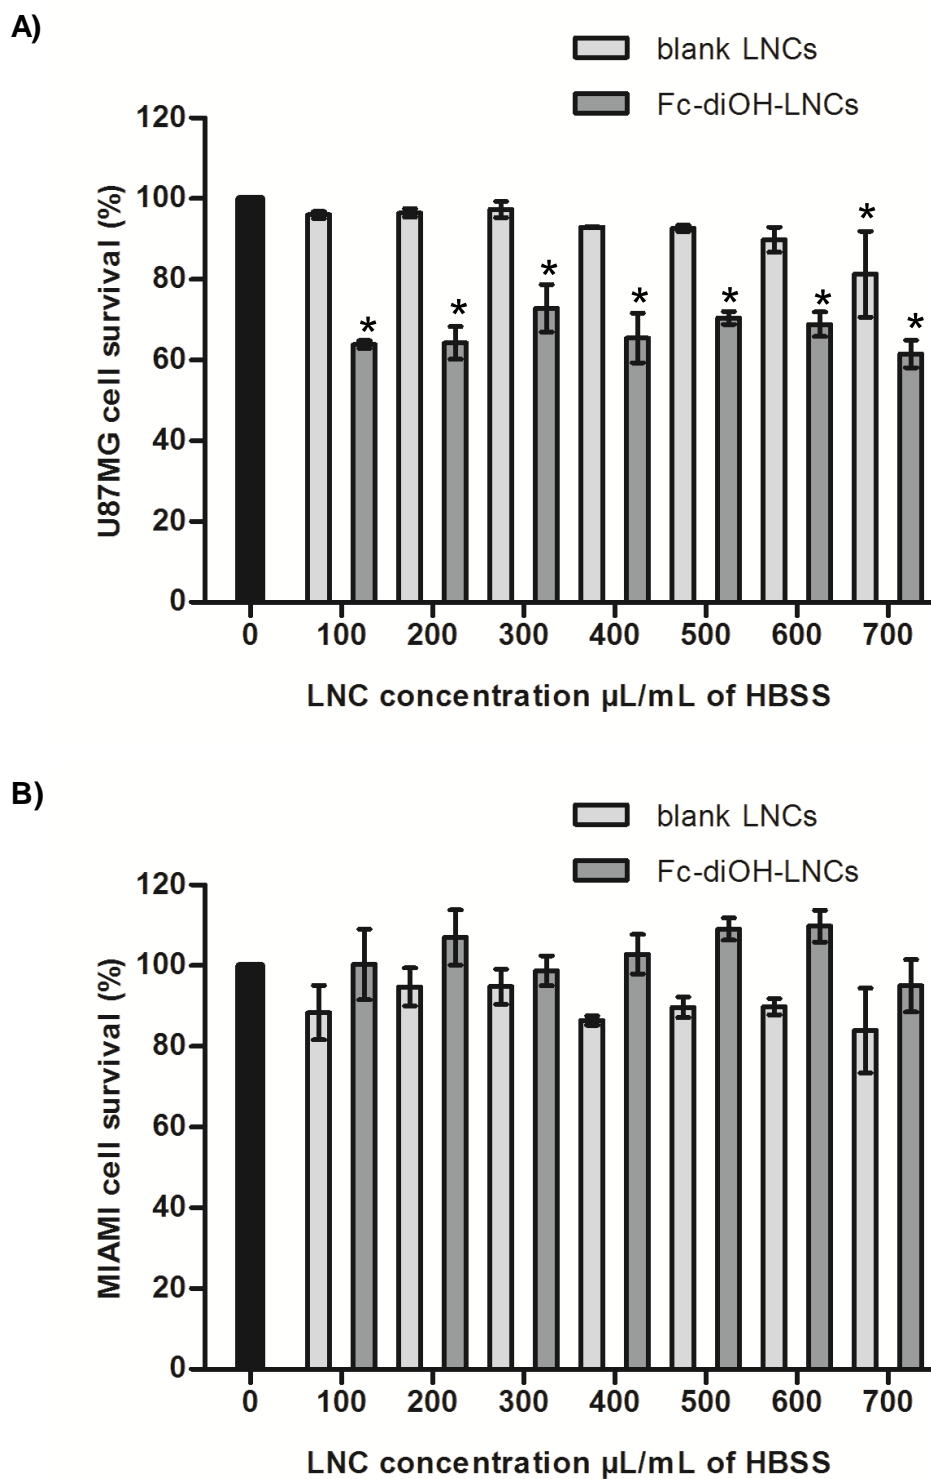 A)
blank LNCs
Fc-diOH-LNCs
120
100
80
60
40
20
0
U87MG cell survival (%)
* * * * * * * *
0 100 200 300 400 500 600 700
LNC concentration µL/mL of HBSS
B)
blank LNCs
Fc-diOH-LNCs
120
100
80
60
40
20
0
MIAMI cell survival (%)
0 100 200 300 400 500 600 700
LNC concentration µL/mL of HBSS